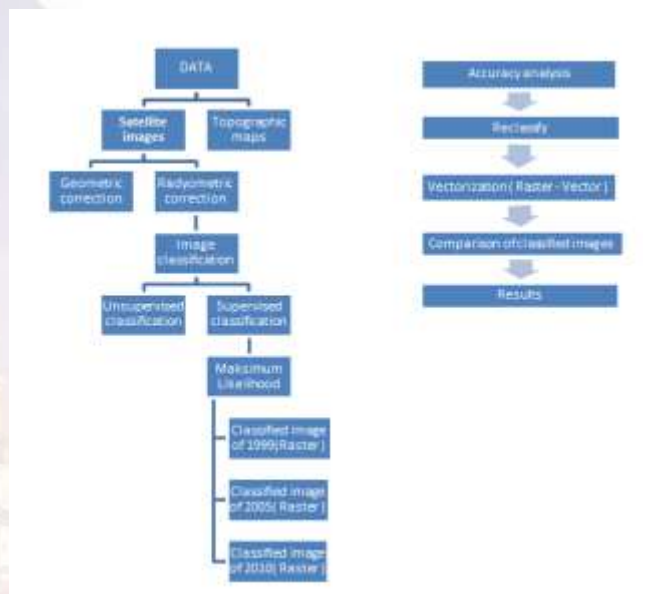 DATA
Satellite
images
Topographic
maps
Geometric
correction
Radyometric
correction
Image
classification
Unsupervised
classification
Supervised
classification
Maksimum
Likelihood
Classified image
of 1999(Raster )
Classified image
of 2005( Raster )
Classified image
of 2010( Raster )
Accuracy analysis
Reclassify
Vectorization ( Raster - Vector )
Comparison of classified images
Results